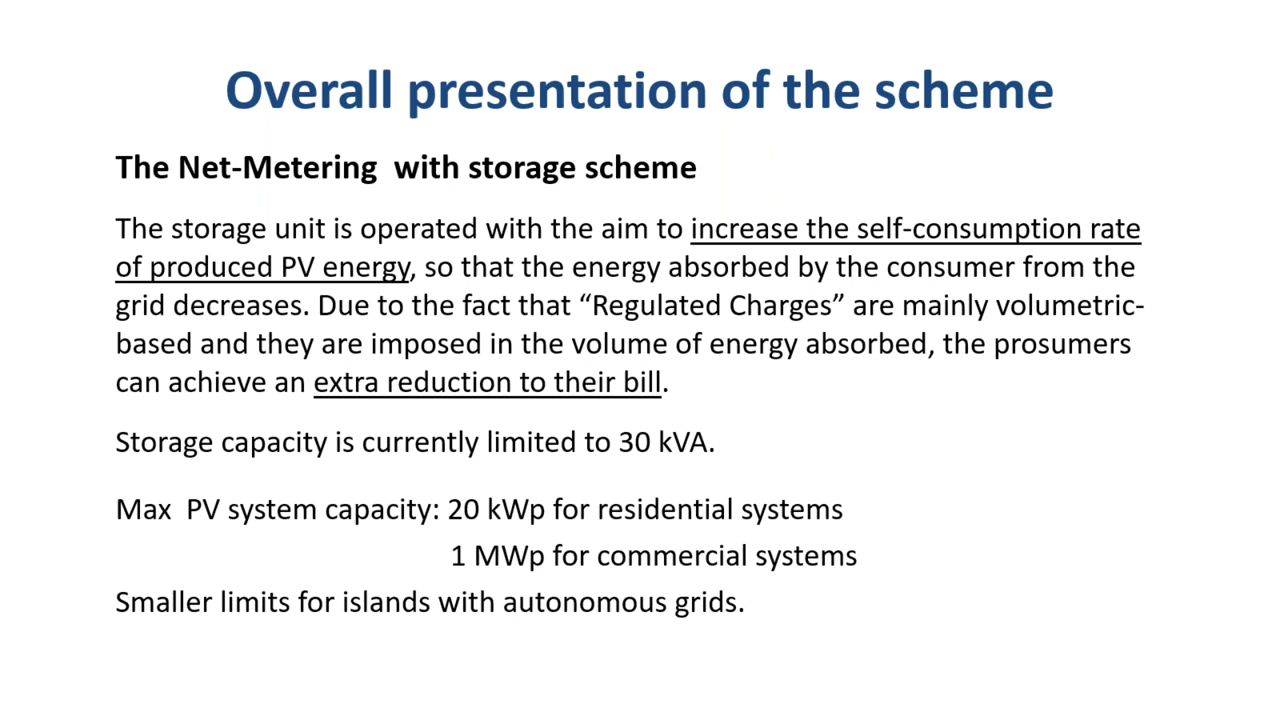 Overall presentation of the scheme
The Net-Metering  with storage scheme
The storage unit is operated with the aim to increase the self-consumption rate
of produced PV energy, so that the energy absorbed by the consumer from the
grid decreases. Due to the fact that “Regulated Charges” are mainly volumetric-
based and they are imposed in the volume of energy absorbed, the prosumers
can achieve an extra reduction to their bill.
Storage capacity is currently limited to 30 kVA.
Max  PV system capacity: 20 kWp for residential systems
1 MWp for commercial systems
Smaller limits for islands with autonomous grids.